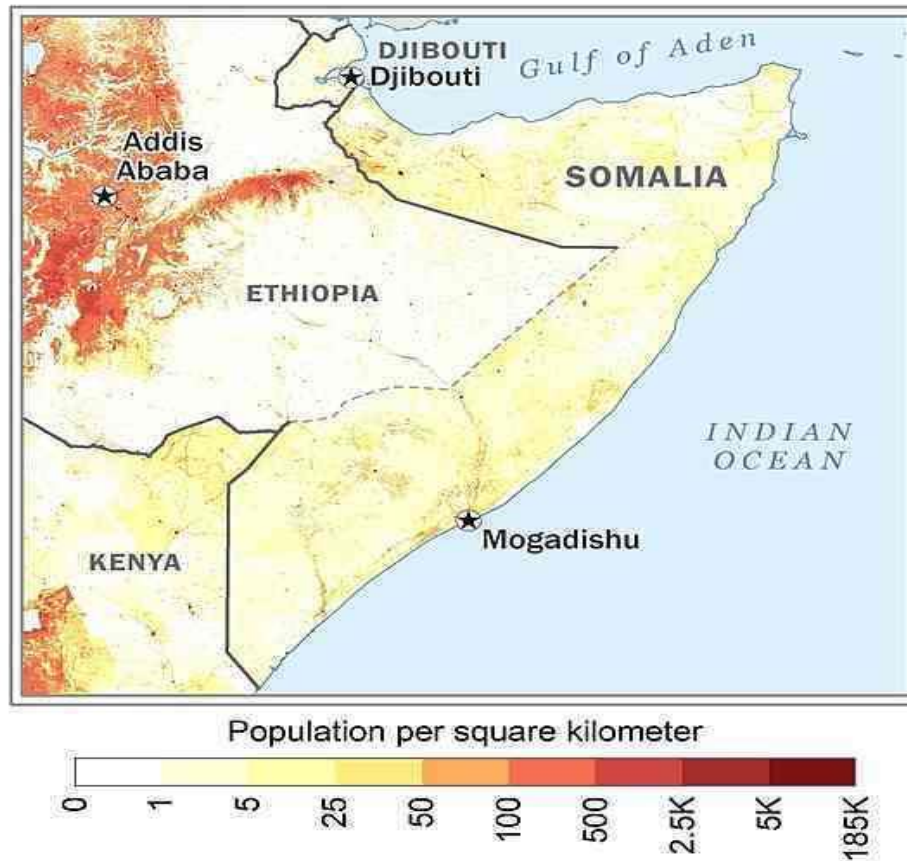 DJIBOUTI
Djibouti
Gulf of Aden
Addis
Ababa
SOMALIA
ETHIOPIA
INDIAN
OCEAN
Mogadishu
KENYA
Population per square kilometer
0 1 5 25 50 100 500 2.5K 5K 185K